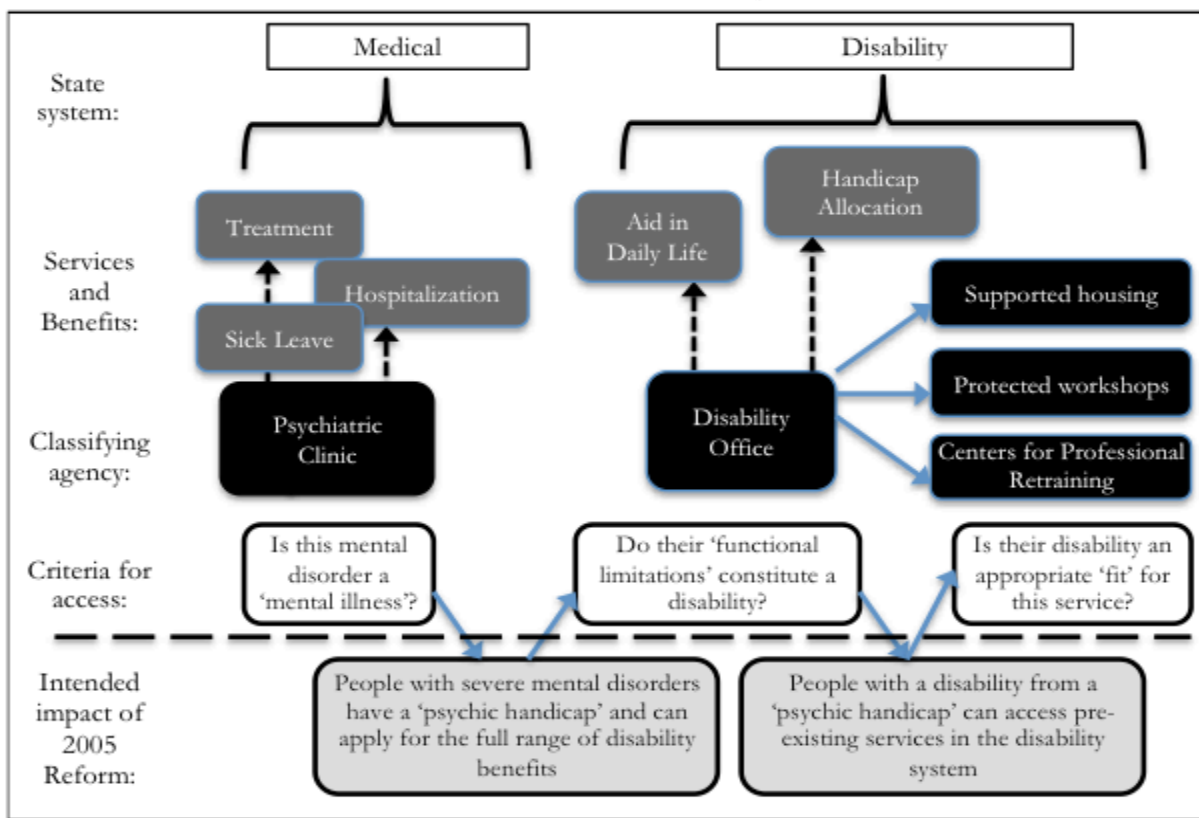 Medical
Disability
State
system:
Treatment
Hospitalization
Sick Leave
Aid in
Daily Life
Handicap
Allocation
Services
and
Benefits:
Supported housing
Protected workshops
Centers for Professional
Retraining
Classifying
agency:
Psychiatric
Clinic
Disability
Office
Criteria for
access:
Is this mental
disorder a
‘mental illness’?
Do their ‘functional
limitations’ constitute a
disability?
Is their disability an
appropriate ‘fit’ for
this service?
Intended
impact of
2005
Reform:
People with severe mental disorders
have a ‘psychic handicap’ and can
apply for the full range of disability
benefits
People with a disability from a
‘psychic handicap’ can access pre-
existing services in the disability
system